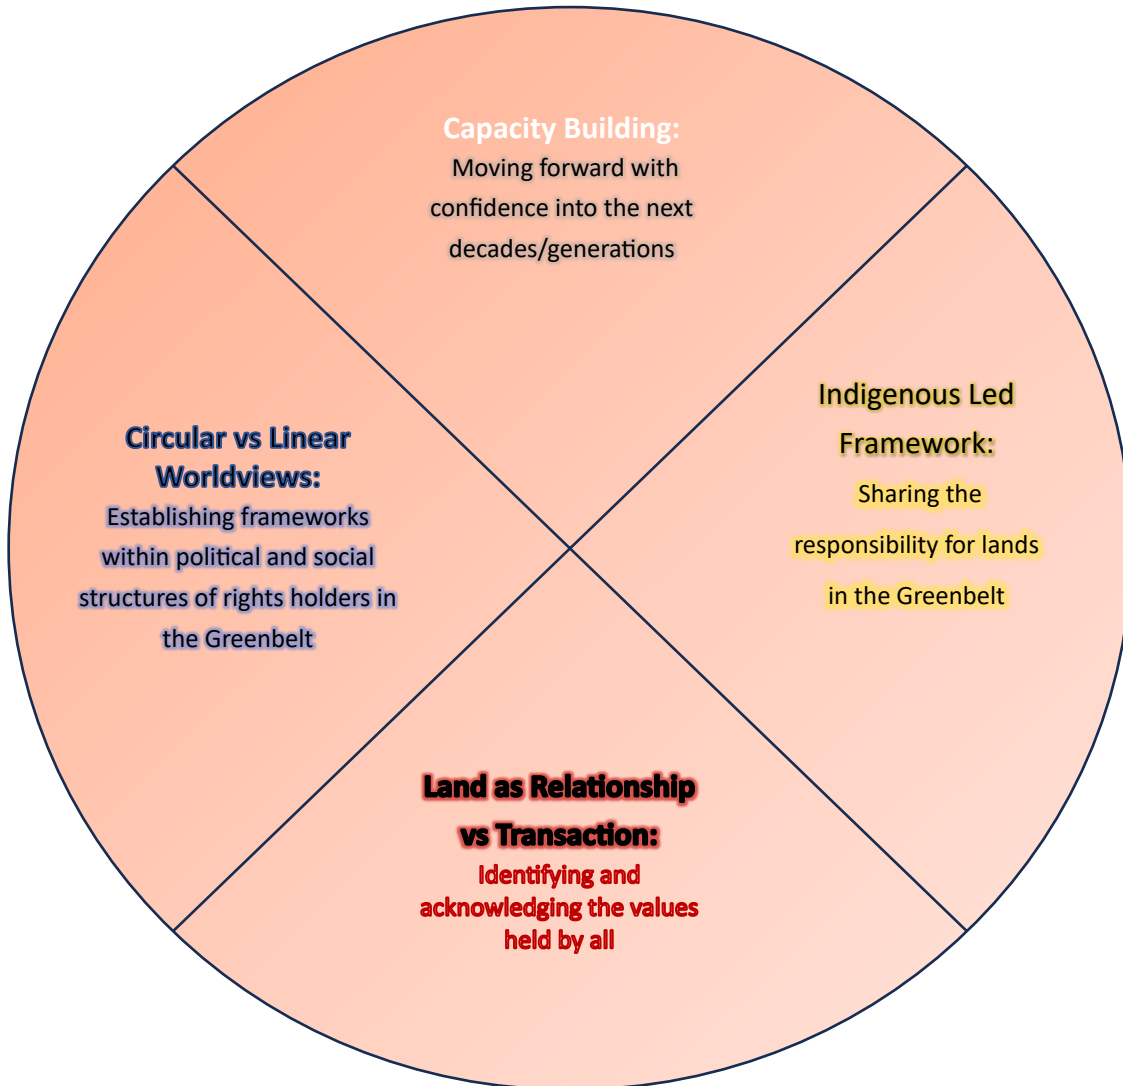 Capacity Building:
Moving forward with
confidence into the next
decades/generations
Indigenous Led
Framework:
Sharing the
responsibility for lands
in the Greenbelt
Circular vs Linear
Worldviews:
Establishing frameworks
within political and social
structures of rights holders in
the Greenbelt
Land as Relationship
vs Transaction:
Identifying and
acknowledging the values
held by all